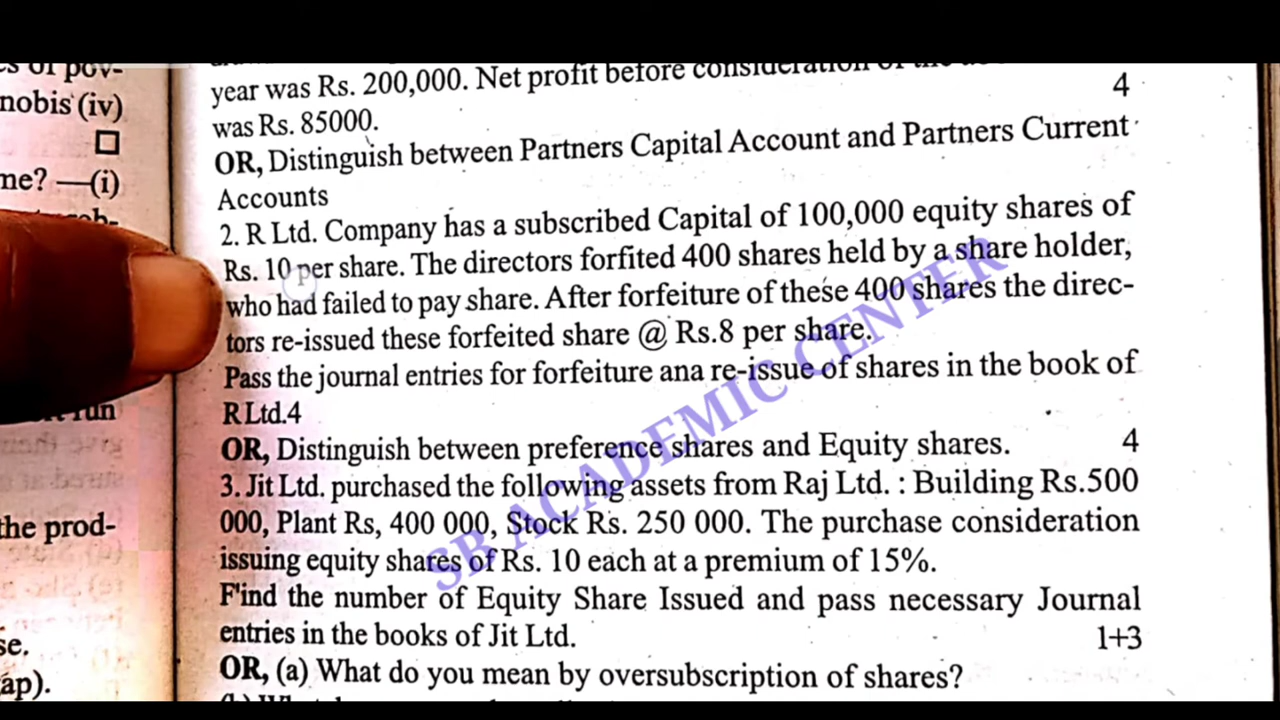 s of pov-
nobis (iv)
me? —(i)
the prod-
se.
ap).
year was Rs. 200,000. Net profit before consideration of the
was Rs. 85000. 4
OR, Distinguish between Partners Capital Account and Partners Current
Accounts
2. R Ltd. Company has a subscribed Capital of 100,000 equity shares of
Rs. 10 per share. The directors forfited 400 shares held by a share holder,
who had failed to pay share. After forfeiture of these 400 shares the direc-
tors re-issued these forfeited share @ Rs.8 per share.
Pass the journal entries for forfeiture ana re-issue of shares in the book of
R Ltd.4
OR, Distinguish between preference shares and Equity shares. 4
3. Jit Ltd. purchased the following assets from Raj Ltd. : Building Rs.500
000, Plant Rs, 400 000, Stock Rs. 250 000. The purchase consideration
issuing equity shares of Rs. 10 each at a premium of 15%.
F'ind the number of Equity Share Issued and pass necessary Journal
entries in the books of Jit Ltd. 1+3
OR, (a) What do you mean by oversubscription of shares?
SB ACADEMIC CENTER